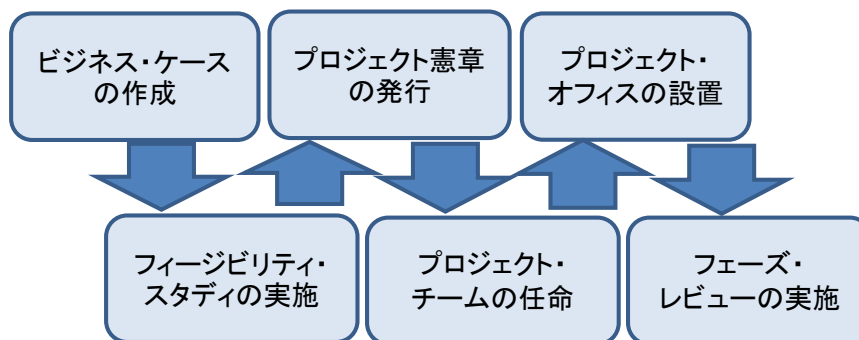 ビジネス・ケース
の作成
プロジェクト憲章
の発行
プロジェクト・
オフィスの設置
フィージビリティ・
スタディの実施
プロジェクト・
チームの任命
フェーズ・
レビューの実施